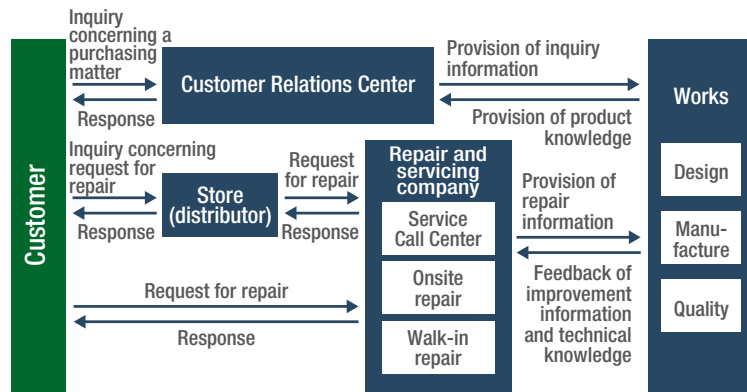 Customer
Inquiry
concerning a
purchasing
matter
Response
Customer Relations Center
Provision of inquiry
information
Provision of product
knowledge
Inquiry concerning
request for
repair
Response
Store
(distributor)
Request
for repair
Response
Request for repair
Response
Repair and
servicing
company
Service
Call Center
Onsite
repair
Walk-in
repair
Provision of
repair
information
Feedback of
improvement
information
and technical
knowledge
Works
Design
Manu-
facture
Quality